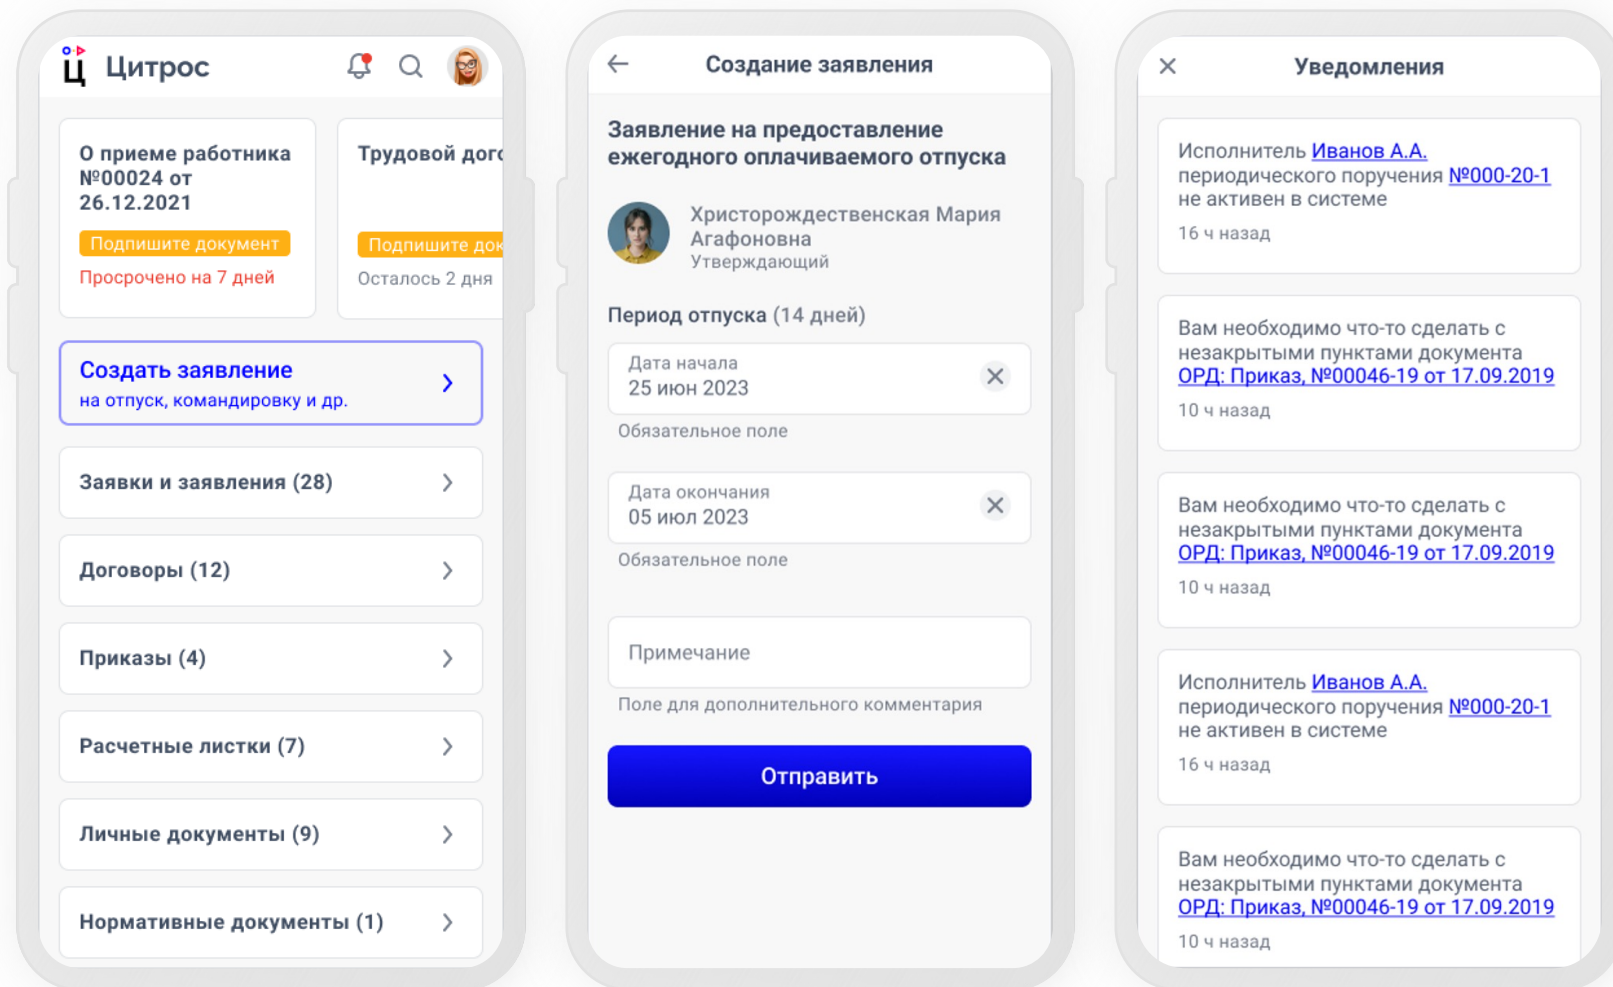 Цитрос
О приеме работника
№00024 от
26.12.2021
Подпишите документ
Просрочено на 7 дней
Трудовой дого
Подпишите док
Осталось 2 дня
Создать заявление
на отпуск, командировку и др.
Заявки и заявления (28)
Договоры (12)
Приказы (4)
Расчетные листки (7)
Личные документы (9)
Нормативные документы (1)
Создание заявления
Заявление на предоставление
ежегодного оплачиваемого отпуска
Христорождественская Мария
Агафоновна
Утверждающий
Период отпуска (14 дней)
Дата начала
25 июн 2023
Обязательное поле
Дата окончания
05 июл 2023
Обязательное поле
Примечание
Поле для дополнительного комментария
Отправить
Уведомления
Исполнитель Иванов А.А.
периодического поручения №000-20-1
не активен в системе
16 ч назад
Вам необходимо что-то сделать с
незакрытыми пунктами документа
ОРД: Приказ, №00046-19 от 17.09.2019
10 ч назад
Вам необходимо что-то сделать с
незакрытыми пунктами документа
ОРД: Приказ, №00046-19 от 17.09.2019
10 ч назад
Исполнитель Иванов А.А.
периодического поручения №000-20-1
не активен в системе
16 ч назад
Вам необходимо что-то сделать с
незакрытыми пунктами документа
ОРД: Приказ, №00046-19 от 17.09.2019
10 ч назад